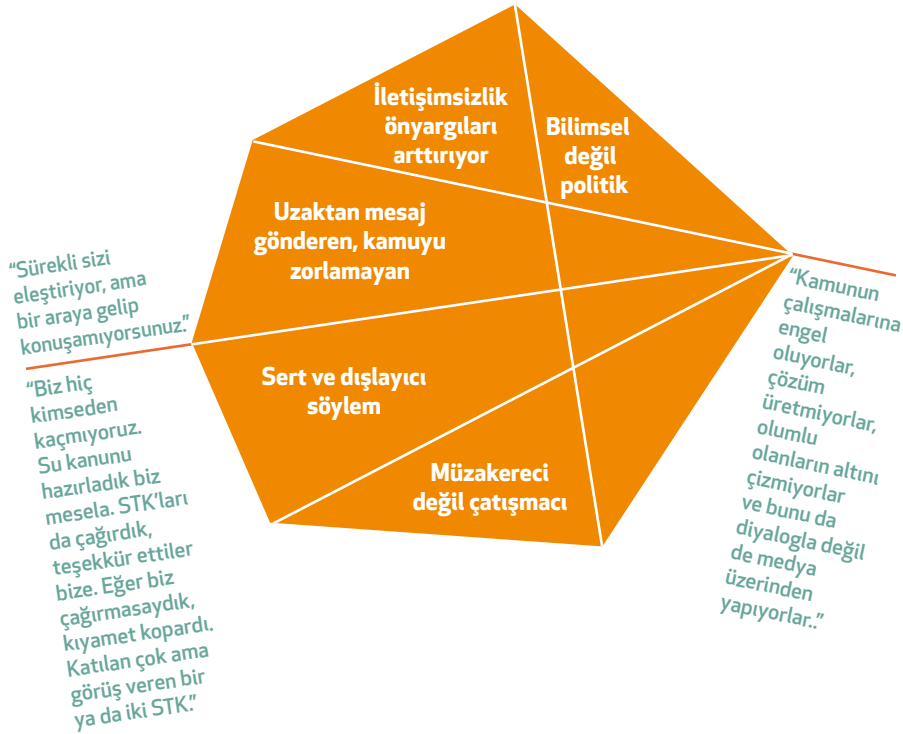 İletişimsizlik
önyargıları
arttırıyor
Bilimsel
değil
politik
Uzaktan mesaj
gönderen, kamuyu
zorlamayan
Sert ve dışlayıcı
söylem
Müzakereci
değil çatışmacı
“Sürekli sizi
eleştiriyor, ama
bir araya gelip
konuşamıyorsunuz.”
“Biz hiç
kimseden
kaçmıyoruz.
Su kanunu
hazırladık biz
mesela. STK’ları
da çağırdık,
teşekkür ettiler
bize. Eğer biz
çağırmasaydık,
kıyamet kopardı.
Katılan çok ama
görüş veren bir
ya da iki STK.”
“Kamunun
çalışmalarına
engel
oluyorlar,
çözüm
üretmiyorlar,
olumlu
olanların altını
çizmiyorlar
ve bunu da
diyalogla değil
de medya
üzerinden
yapıyorlar..”